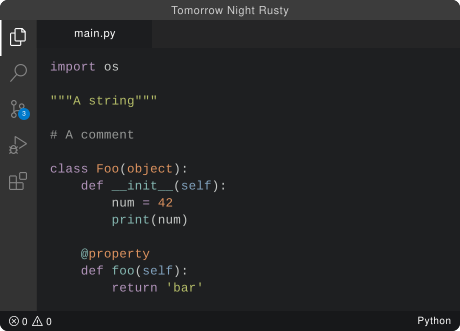 Tomorrow Night Rusty
main.py
import os
"""A string"""
# A comment
class Foo(object):
    def __init__(self):
        num = 42
        print(num)
    @property
    def foo(self):
        return 'bar'
3
0 0
Python